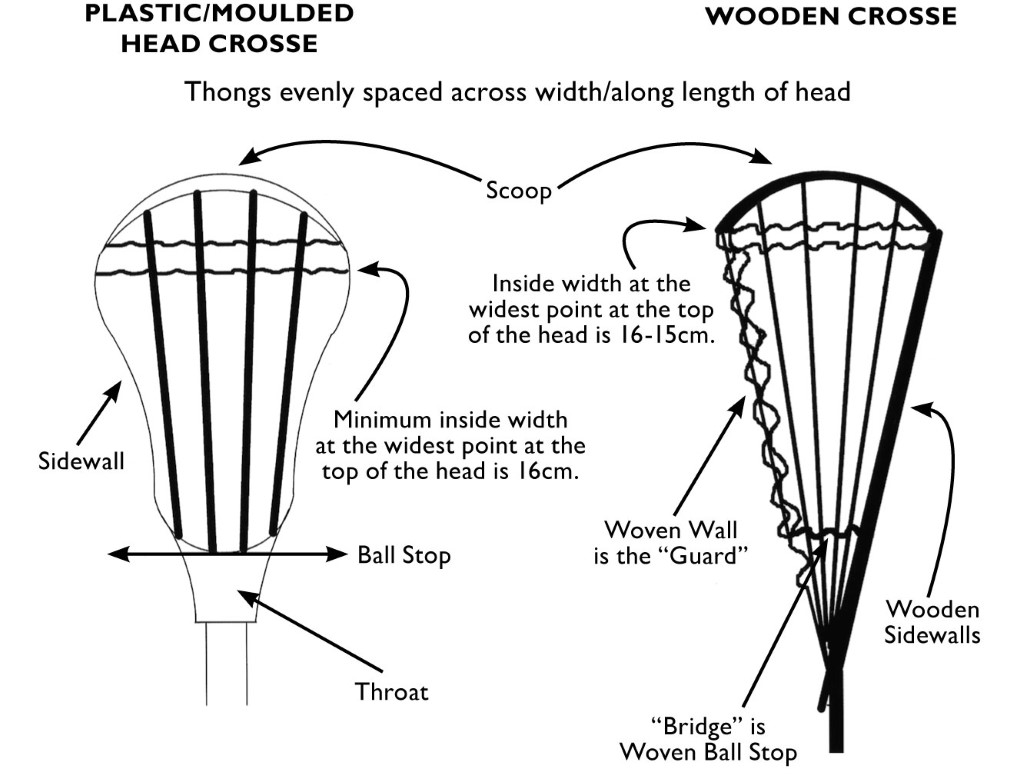 PLASTIC/MOULDED
HEAD CROSSE
WOODEN CROSSE
Thongs evenly spaced across width/along length of head
Scoop
Inside width at the
widest point at the top
of the head is 16-15cm.
Minimum inside width
at the widest point at the
top of the head is 16cm.
Sidewall
Woven Wall
is the “Guard”
Ball Stop
Wooden
Sidewalls
Throat
“Bridge” is
Woven Ball Stop